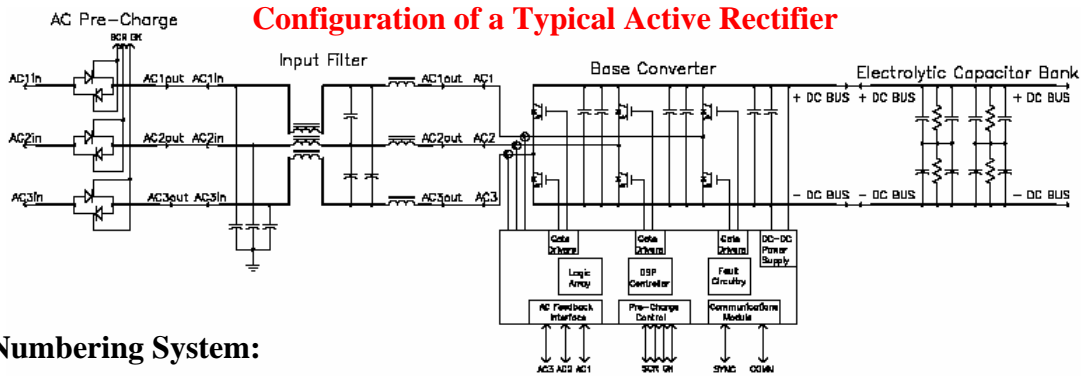 Configuration of a Typical Active Rectifier
AC Pre-Charge
SCR EN
Input Filter
Base Converter
Electrolytic Capacitor Bank
AC1in AC1out AC1in AC1out AC1
+ DC BUS + DC BUS + DC BUS
AC2in AC2out AC2in AC2out AC2
AC3in AC3out AC3in AC3out AC3
- DC BUS - DC BUS - DC BUS
Gate Drivers
Gate Drivers
Gate Drivers
DC-DC Power Supply
Logic Array
DSP Controller
Fault Circuitry
AC Feedback Interface
Pre-Charge Control
Communications Module
AC3 AC2 AC1 SCR EN SYNC COMM
Numbering System: